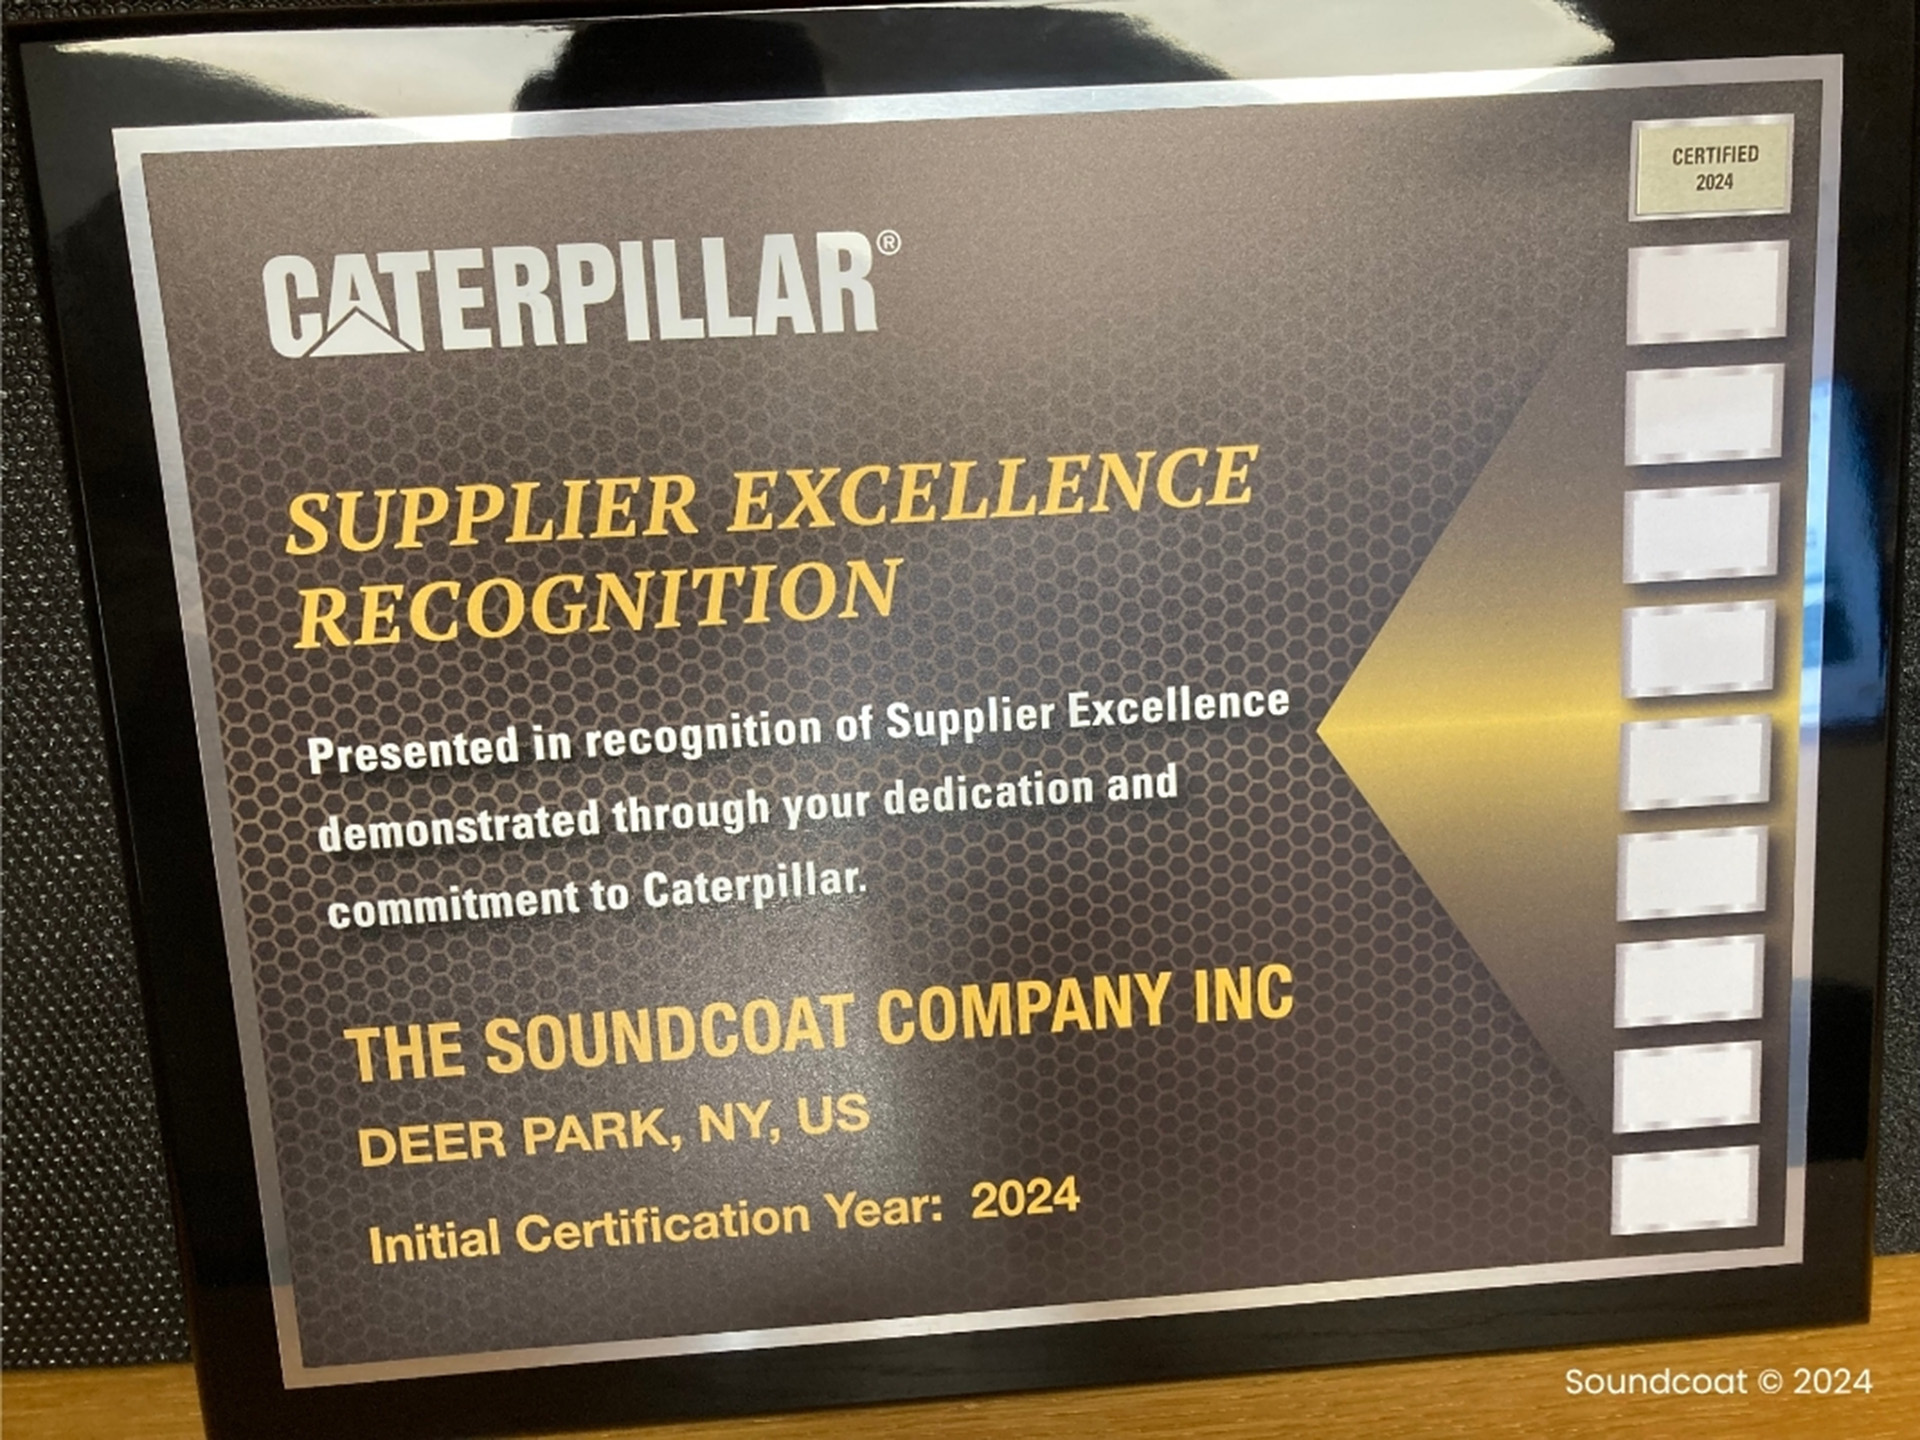 CERTIFIED
2024
CATERPILLAR®
SUPPLIER EXCELLENCE
RECOGNITION
Presented in recognition of Supplier Excellence
demonstrated through your dedication and
commitment to Caterpillar.
THE SOUNDCOAT COMPANY INC
DEER PARK, NY, US
Initial Certification Year: 2024
Soundcoat © 2024